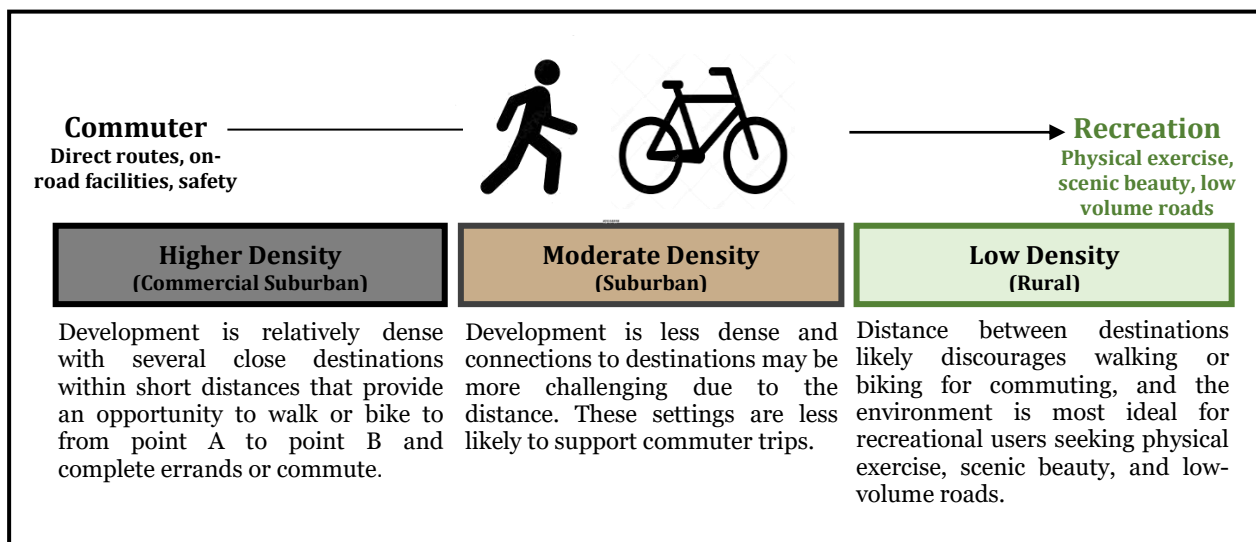 Commuter
Direct routes, on-
road facilities, safety
Recreation
Physical exercise,
scenic beauty, low
volume roads
Higher Density
(Commercial Suburban)
Development is relatively dense
with several close destinations
within short distances that provide
an opportunity to walk or bike to
from point A to point B and
complete errands or commute.
Moderate Density
(Suburban)
Development is less dense and
connections to destinations may be
more challenging due to the
distance. These settings are less
likely to support commuter trips.
Low Density
(Rural)
Distance between destinations
likely discourages walking or
biking for commuting, and the
environment is most ideal for
recreational users seeking physical
exercise, scenic beauty, and low-
volume roads.